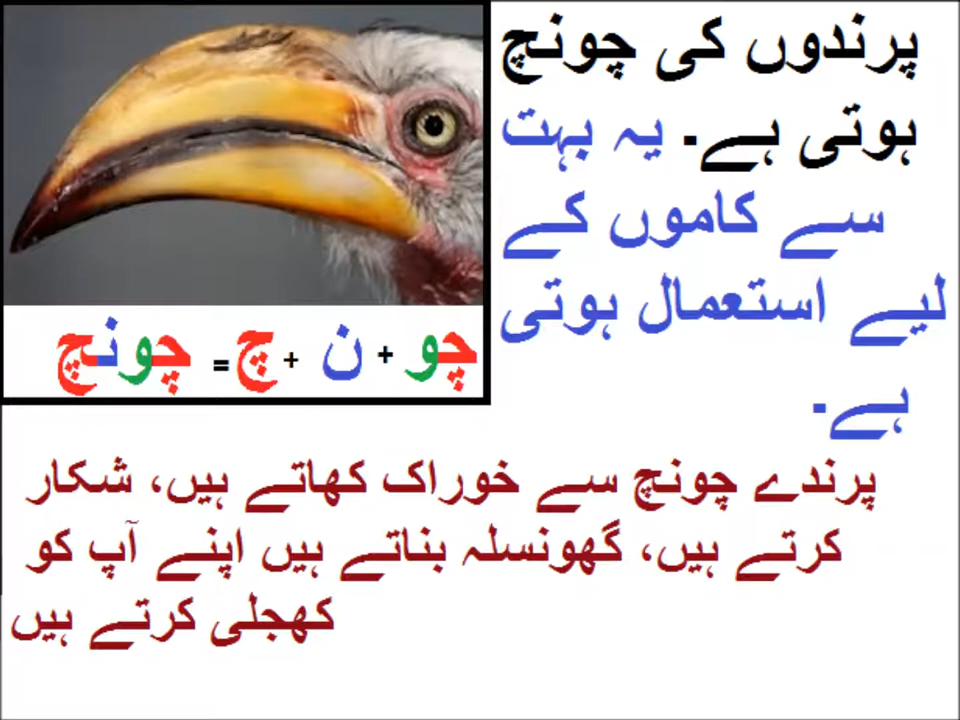 پرندوں کی چونچ
ہوتی ہے۔ یہ بہت
سے کاموں کے
لیے استعمال ہوتی
ہے۔
چو + ن + چ = چونچ
پرندے چونچ سے خوراک کھاتے ہیں، شکار
کرتے ہیں، گھونسلہ بناتے ہیں اپنے آپ کو
کھجلی کرتے ہیں